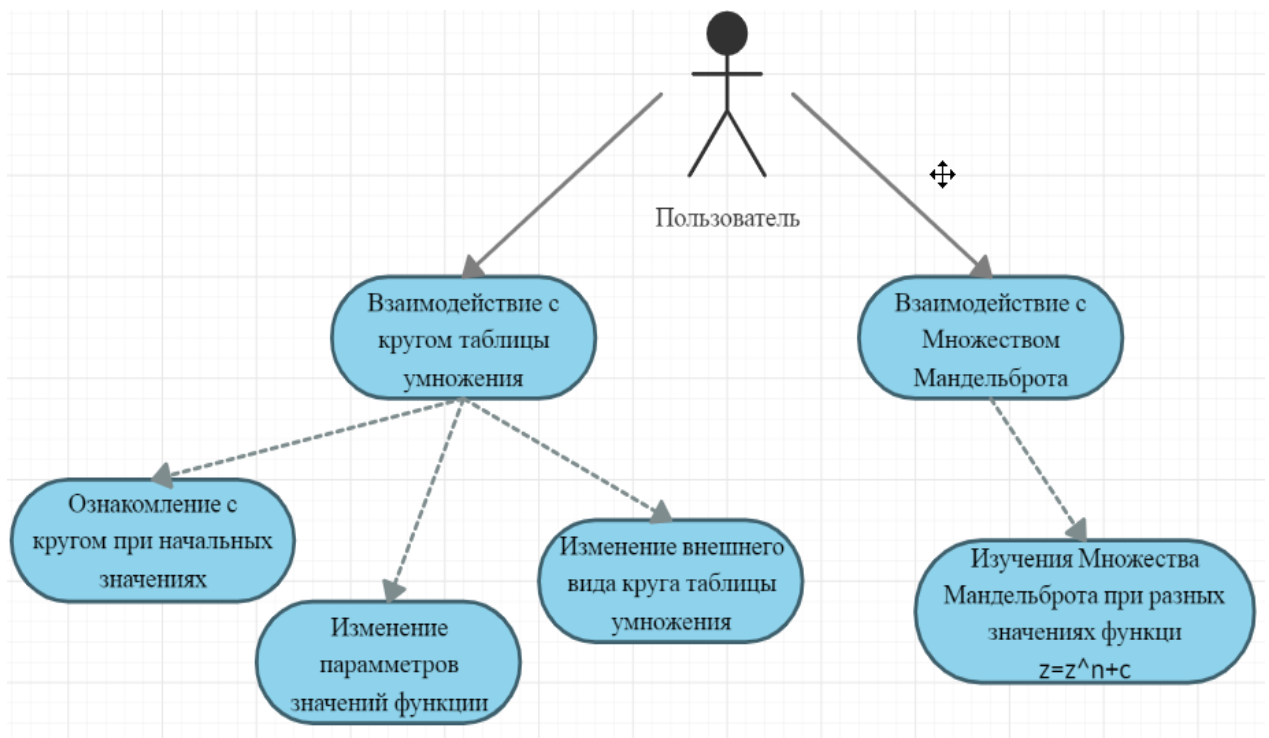 Пользователь
Взаимодействие с
кругом таблицы
умножения
Взаимодействие с
Множеством
Мандельброта
Ознакомление с
кругом при начальных
значениях
Изменение
парамметров
значений функции
Изменение внешнего
вида круга таблицы
умножения
Изучения Множества
Мандельброта при разных
значениях функци
z=z^n+c